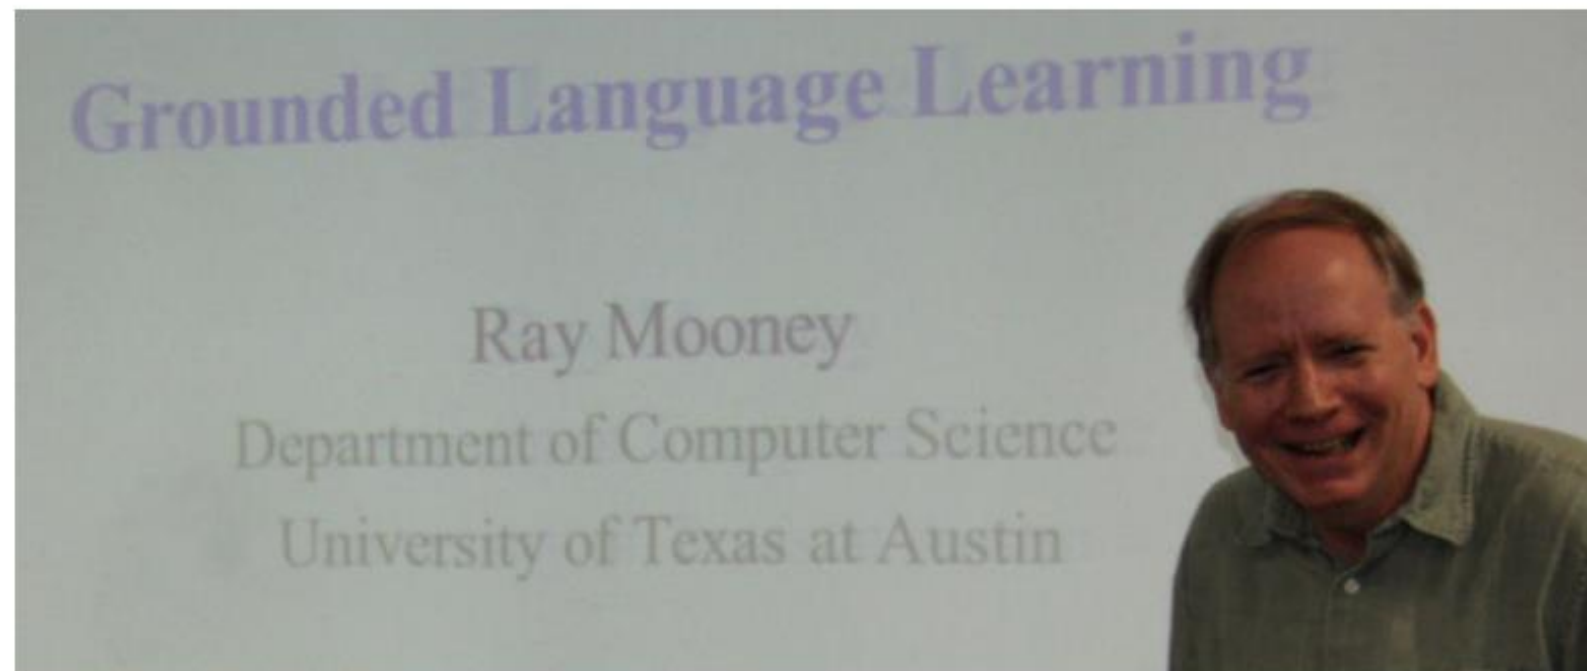 Grounded Language Learning
Ray Mooney
Department of Computer Science
University of Texas at Austin